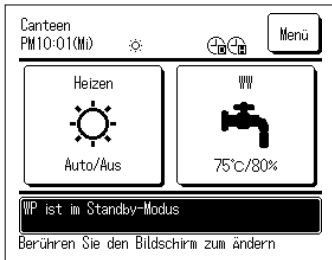 Canteen
PM10:01(Mi)
Menü
Heizen
WW
Auto/Aus
75°C/80%
WP ist im Standby-Modus
Berühren Sie den Bildschirm zum Ändern